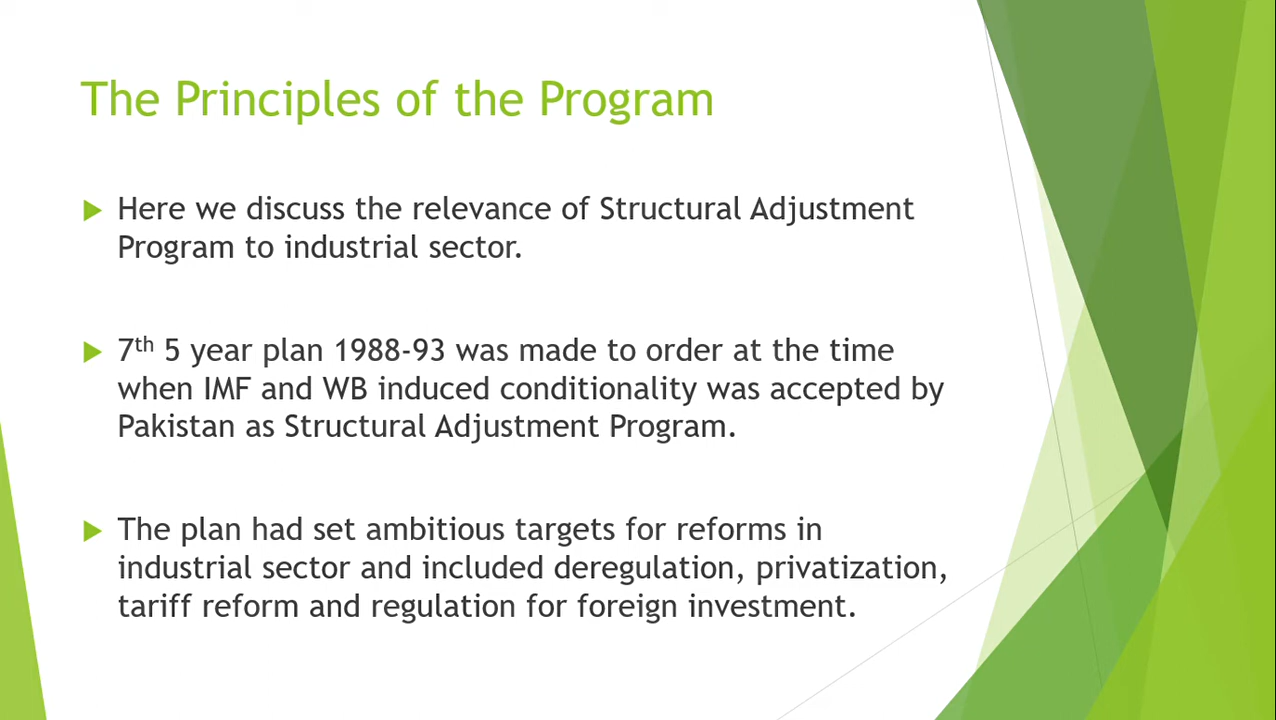 The Principles of the Program
Here we discuss the relevance of Structural Adjustment
Program to industrial sector.
7th 5 year plan 1988-93 was made to order at the time
when IMF and WB induced conditionality was accepted by
Pakistan as Structural Adjustment Program.
The plan had set ambitious targets for reforms in
industrial sector and included deregulation, privatization,
tariff reform and regulation for foreign investment.